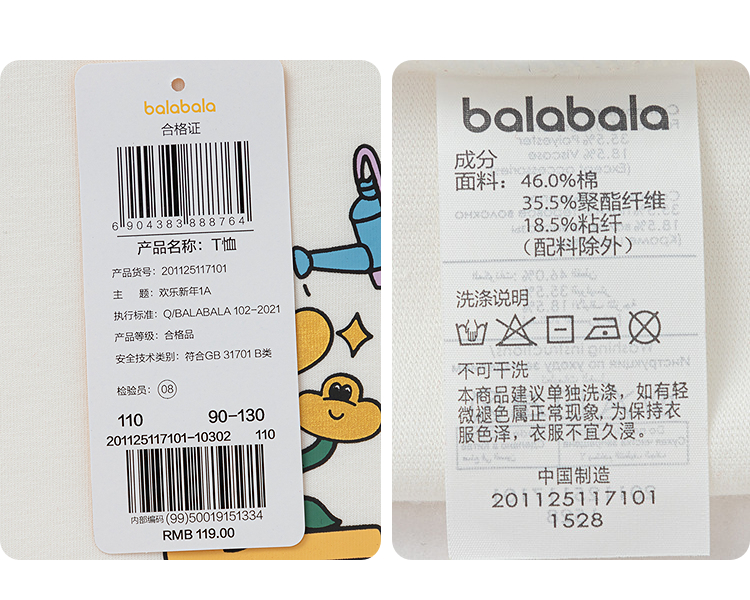 balabala
合格证
6 904383 888764
产品名称：T恤
产品货号：201125117101
主　题：欢乐新年1A
执行标准：Q/BALABALA 102-2021
产品等级：合格品
安全技术类别：符合GB 31701 B类
检验员：08
110 90-130
201125117101-10302 110
内部编码 (99)50019151334
RMB 119.00
balabala
成分
面料：46.0%棉
35.5%聚酯纤维
18.5%粘纤
（配料除外）
洗涤说明
不可干洗
本商品建议单独洗涤，如有轻
微褪色属正常现象，为保持衣
服色泽，衣服不宜久浸。
中国制造
201125117101
1528